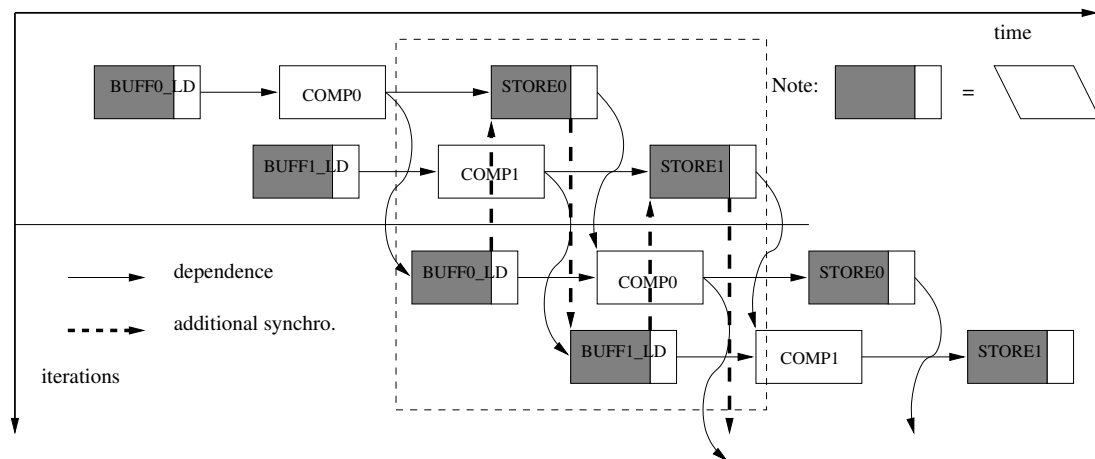 time
BUFF0_LD
COMP0
STORE0
Note:
=
BUFF1_LD
COMP1
STORE1
dependence
BUFF0_LD
COMP0
STORE0
additional synchro.
BUFF1_LD
COMP1
STORE1
iterations